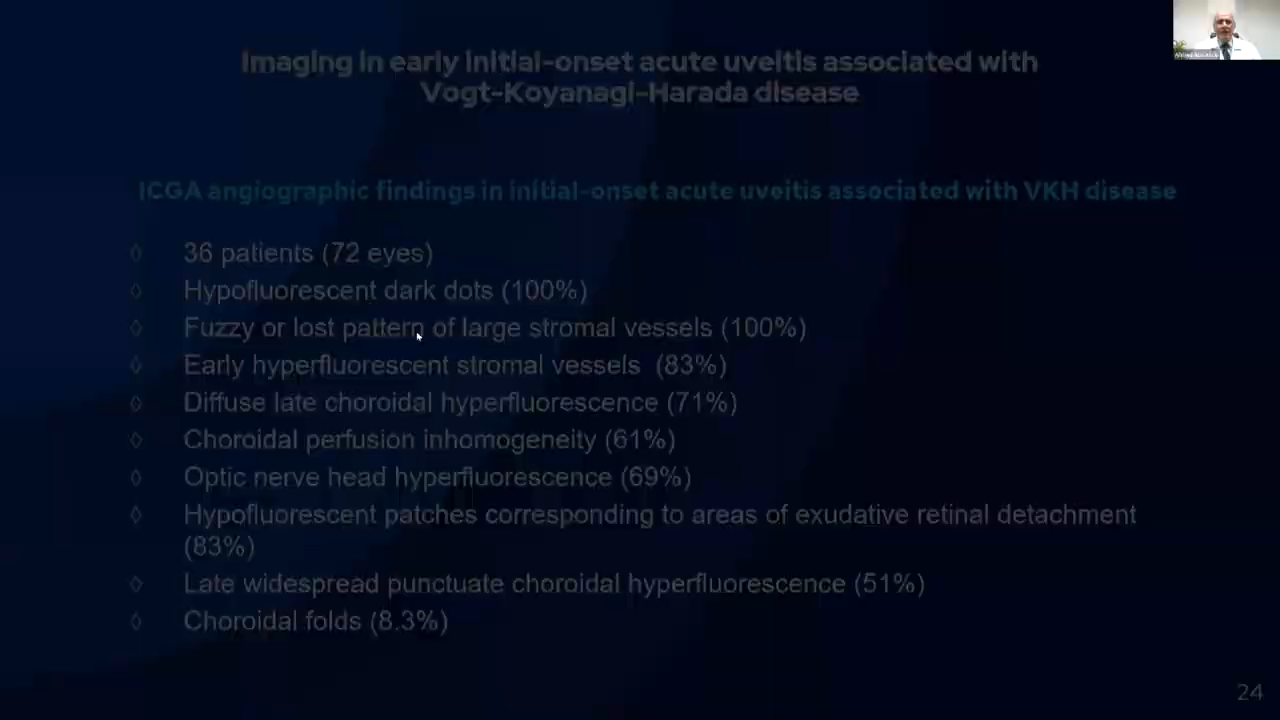 Imaging in early initial-onset acute uveitis associated with
Vogt-Koyanagi-Harada disease
ICGA angiographic findings in initial-onset acute uveitis associated with VKH disease
◊ 36 patients (72 eyes)
◊ Hypofluorescent dark dots (100%)
◊ Fuzzy or lost pattern of large stromal vessels (100%)
◊ Early hyperfluorescent stromal vessels (83%)
◊ Diffuse late choroidal hyperfluorescence (71%)
◊ Choroidal perfusion inhomogeneity (61%)
◊ Optic nerve head hyperfluorescence (69%)
◊ Hypofluorescent patches corresponding to areas of exudative retinal detachment
(83%)
◊ Late widespread punctuate choroidal hyperfluorescence (51%)
◊ Choroidal folds (8.3%)
24